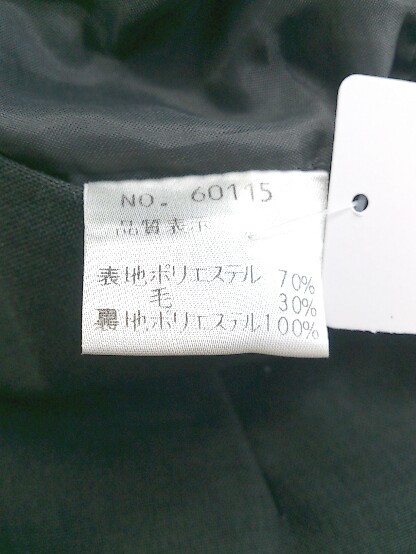 NO. 60115
品質表示
表地ポリエステル 70%
毛 30%
裏地ポリエステル100%